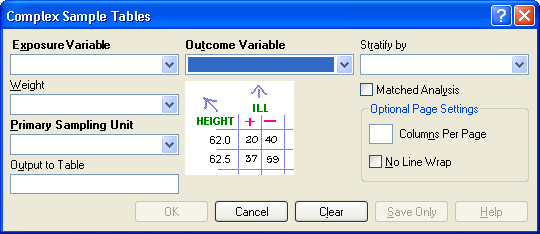 Complex Sample Tables
Exposure Variable
Outcome Variable
Stratify by
Weight
Matched Analysis
Optional Page Settings
ILL
HEIGHT + −
Primary Sampling Unit
62.0 20 40
Columns Per Page
Output to Table
62.5 37 59
No Line Wrap
OK
Cancel
Clear
Save Only
Help